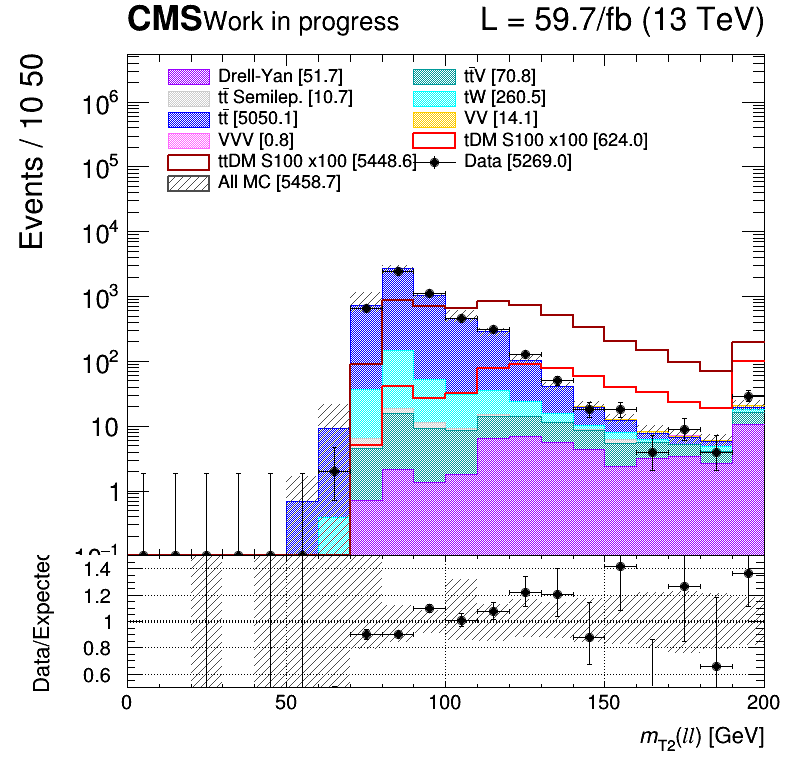 CMS Work in progress L = 59.7/fb (13 TeV)
Events / 10 50
Drell-Yan [51.7] tt̄V [70.8]
tt̄ Semilep. [10.7] tW [260.5]
tt̄ [5050.1] VV [14.1]
VVV [0.8] tDM S100 x100 [624.0]
ttDM S100 x100 [5448.6] Data [5269.0]
All MC [5458.7]
10⁶
10⁵
10⁴
10³
10²
10
1
10⁻¹
Data/Expected
1.4
1.2
1
0.8
0.6
0 50 100 150 200
m_T2(ll) [GeV]